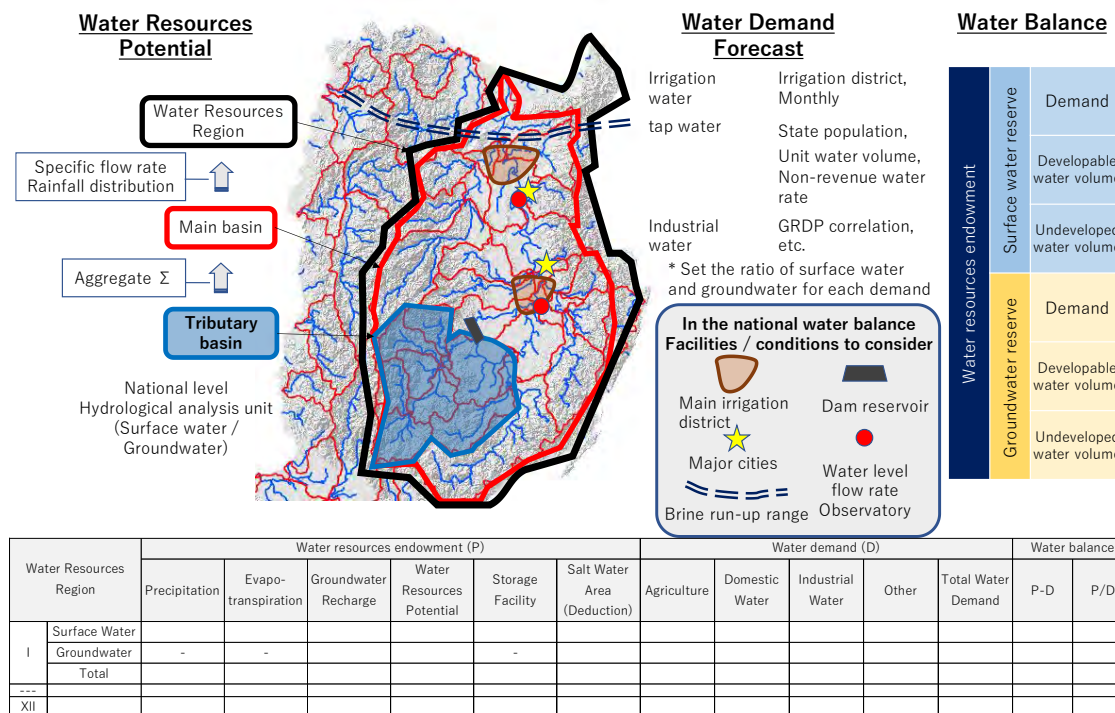 Water Resources
Potential
Water Resources
Region
Specific flow rate
Rainfall distribution
Main basin
Aggregate Σ
Tributary
basin
National level
Hydrological analysis unit
(Surface water /
Groundwater)
Water Demand
Forecast
Irrigation
water
Irrigation district,
Monthly
tap water
State population,
Unit water volume,
Non-revenue water
rate
Industrial
water
GRDP correlation,
etc.
* Set the ratio of surface water
and groundwater for each demand
In the national water balance
Facilities / conditions to consider
Main irrigation
district
Dam reservoir
Major cities
Water level
flow rate
Observatory
Brine run-up range
Water Balance
Water resources endowment
Surface water reserve
Demand
Developable
water volume
Undeveloped
water volume
Groundwater reserve
Demand
Developable
water volume
Undeveloped
water volume
Water Resources
Region
Water resources endowment (P)
Water demand (D)
Water balance
Precipitation
Evapo-
transpiration
Groundwater
Recharge
Water
Resources
Potential
Storage
Facility
Salt Water
Area
(Deduction)
Agriculture
Domestic
Water
Industrial
Water
Other
Total Water
Demand
P-D
P/D
I
Surface Water
Groundwater - - -
Total
---
XII